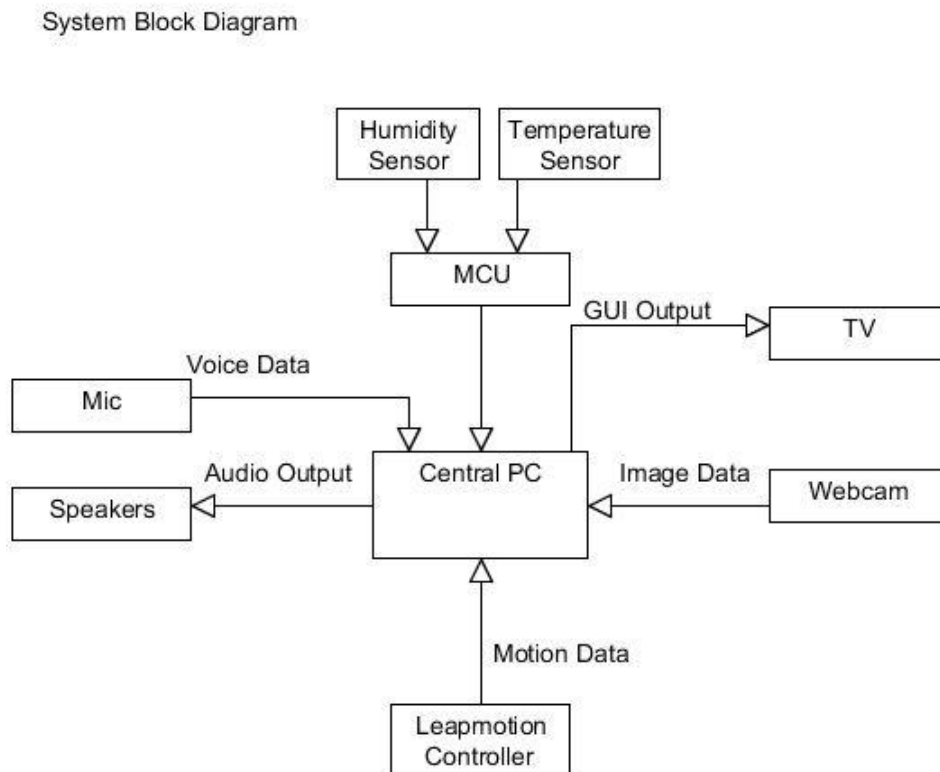 System Block Diagram
Humidity
Sensor
Temperature
Sensor
MCU
GUI Output
TV
Voice Data
Mic
Audio Output
Central PC
Image Data
Speakers
Webcam
Motion Data
Leapmotion
Controller